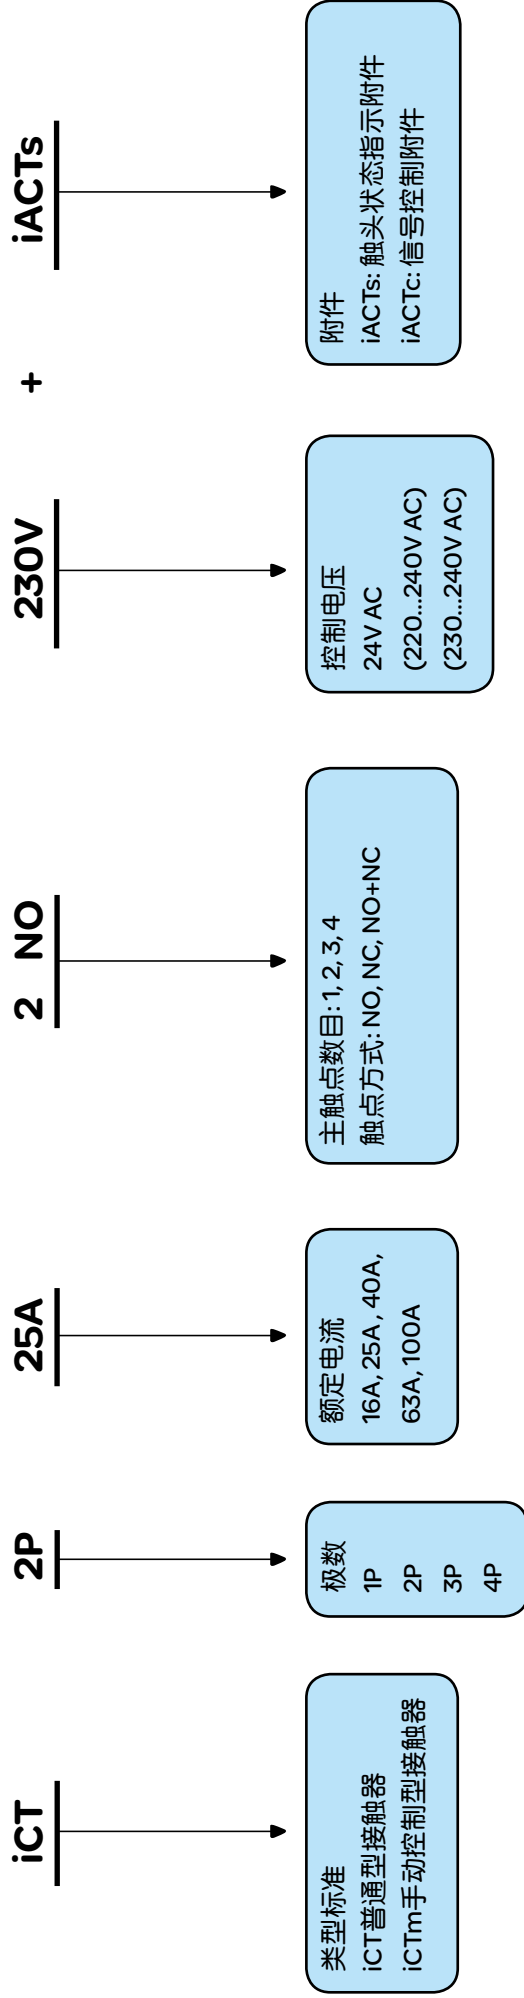 iCT 2P 25A 2 NO 230V + iACTs
类型标准
iCT普通型接触器
iCTm手动控制型接触器
极数
1P
2P
3P
4P
额定电流
16A, 25A, 40A,
63A, 100A
主触点数目: 1, 2, 3, 4
触点方式: NO, NC, NO+NC
控制电压
24V AC
(220...240V AC)
(230...240V AC)
附件
iACTs: 触头状态指示附件
iACTc: 信号控制附件